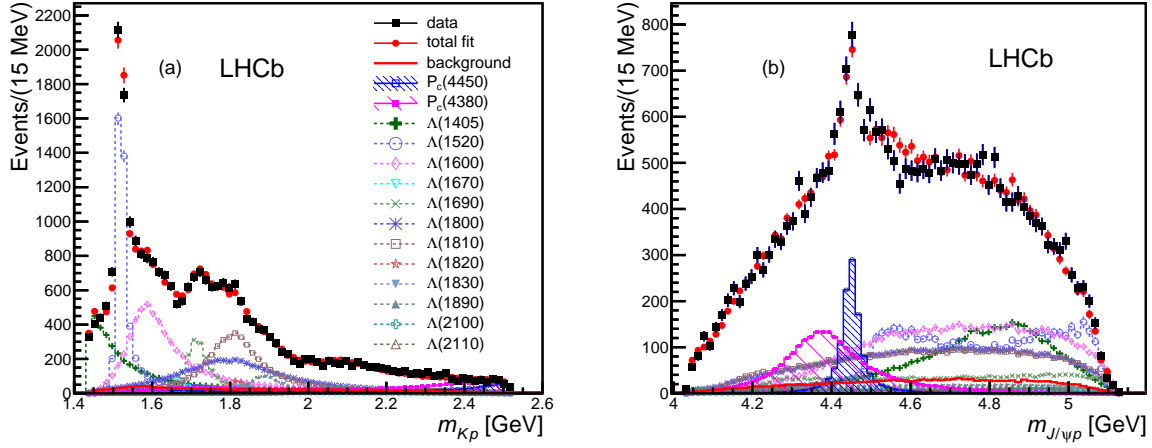 Events/(15 MeV)
2200
2000
1800
1600
1400
1200
1000
800
600
400
200
0
1.4
1.6
1.8
2
2.2
2.4
2.6
m_{Kp} [GeV]
(a)
LHCb
data
total fit
background
P_c(4450)
P_c(4380)
Λ(1405)
Λ(1520)
Λ(1600)
Λ(1670)
Λ(1690)
Λ(1800)
Λ(1810)
Λ(1820)
Λ(1830)
Λ(1890)
Λ(2100)
Λ(2110)
Events/(15 MeV)
800
700
600
500
400
300
200
100
0
4
4.2
4.4
4.6
4.8
5
m_{J/ψp} [GeV]
(b)
LHCb